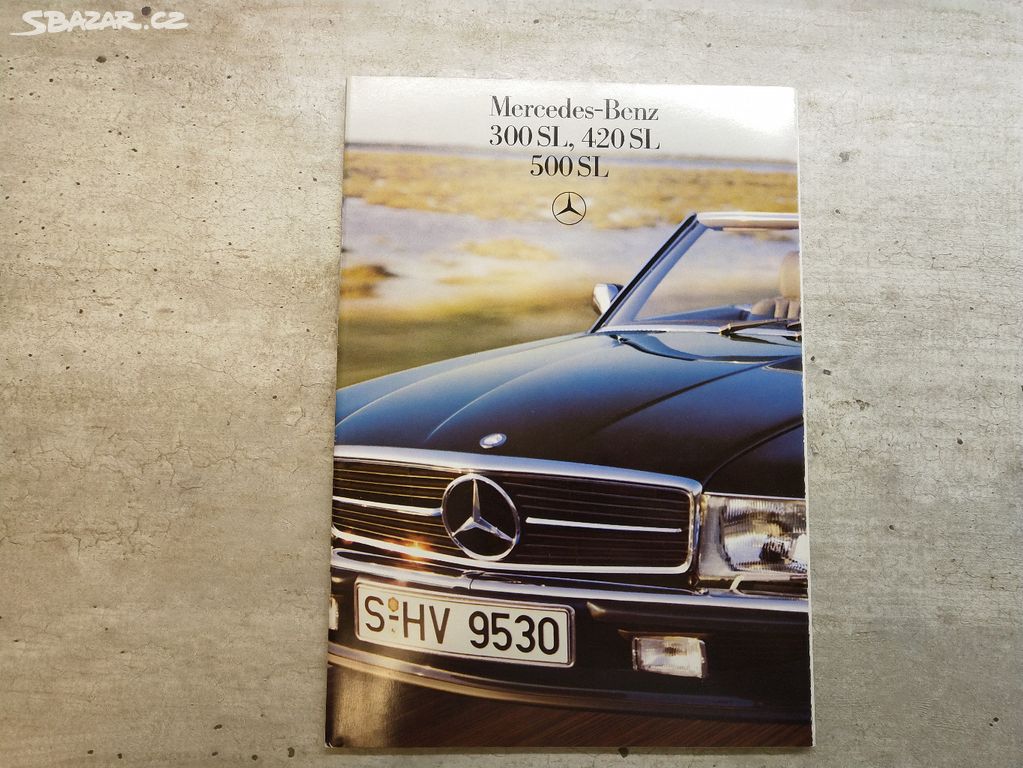 SBAZAR.CZ
Mercedes-Benz
300 SL, 420 SL
500 SL
S-HV 9530